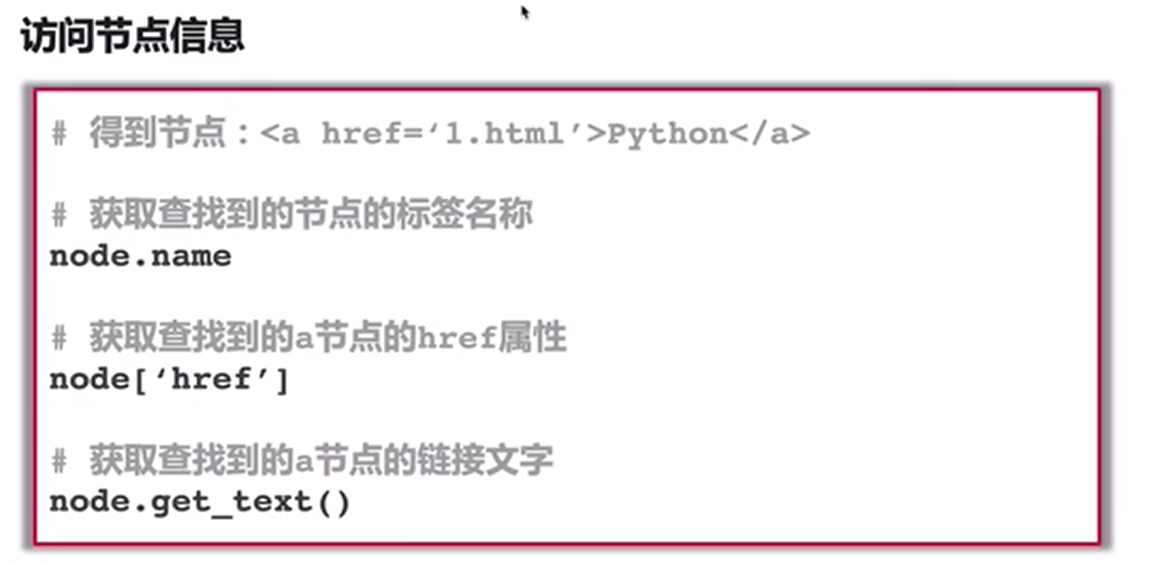 访问节点信息
# 得到节点：<a href=‘1.html’>Python</a>
# 获取查找到的节点的标签名称
node.name
# 获取查找到的a节点的href属性
node[‘href’]
# 获取查找到的a节点的链接文字
node.get_text()